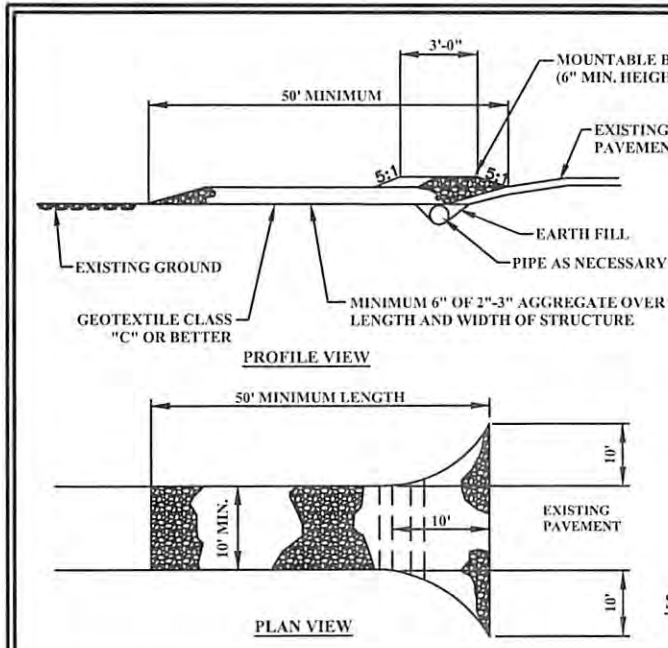 3'-0"
MOUNTABLE B
(6" MIN. HEIGH
50' MINIMUM
5:1
5:1
EXISTING
PAVEMEN
EXISTING GROUND
EARTH FILL
PIPE AS NECESSARY
GEOTEXTILE CLASS
"C" OR BETTER
MINIMUM 6" OF 2"-3" AGGREGATE OVER
LENGTH AND WIDTH OF STRUCTURE
PROFILE VIEW
50' MINIMUM LENGTH
10'
10' MIN.
10'
EXISTING
PAVEMENT
10'
PLAN VIEW